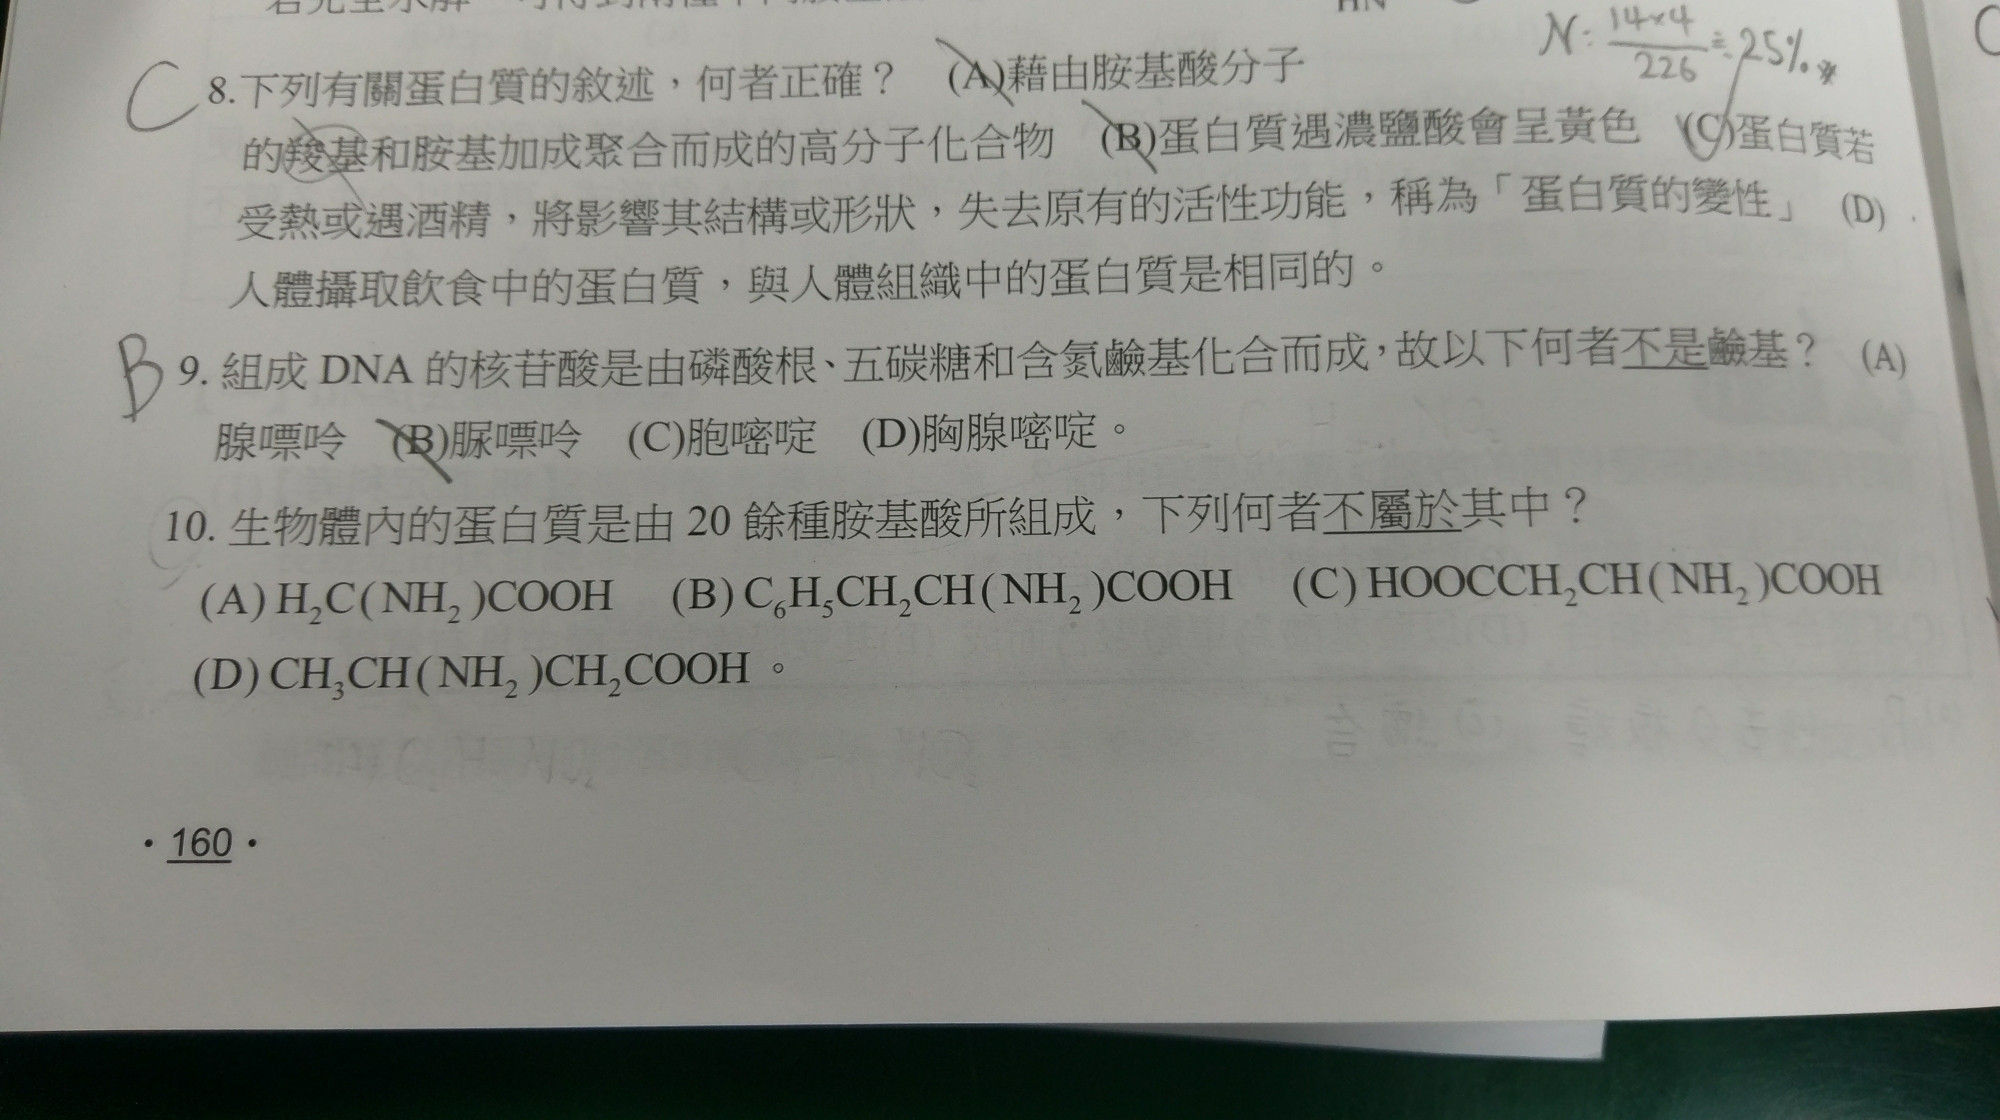 HN
N: 14×4/226 ≒ 25% *
C 8.下列有關蛋白質的敘述，何者正確？ (A)藉由胺基酸分子
的羧基和胺基加成聚合而成的高分子化合物 (B)蛋白質遇濃鹽酸會呈黃色 (C)蛋白質若
受熱或遇酒精，將影響其結構或形狀，失去原有的活性功能，稱為「蛋白質的變性」 (D)
人體攝取飲食中的蛋白質，與人體組織中的蛋白質是相同的。
B 9. 組成 DNA 的核苷酸是由磷酸根、五碳糖和含氮鹼基化合而成，故以下何者不是鹼基？ (A)
腺嘌呤 (B)脲嘌呤 (C)胞嘧啶 (D)胸腺嘧啶。
10. 生物體內的蛋白質是由 20 餘種胺基酸所組成，下列何者不屬於其中？
(A) H₂C(NH₂)COOH (B) C₆H₅CH₂CH(NH₂)COOH (C) HOOCCH₂CH(NH₂)COOH
(D) CH₃CH(NH₂)CH₂COOH。
·160·